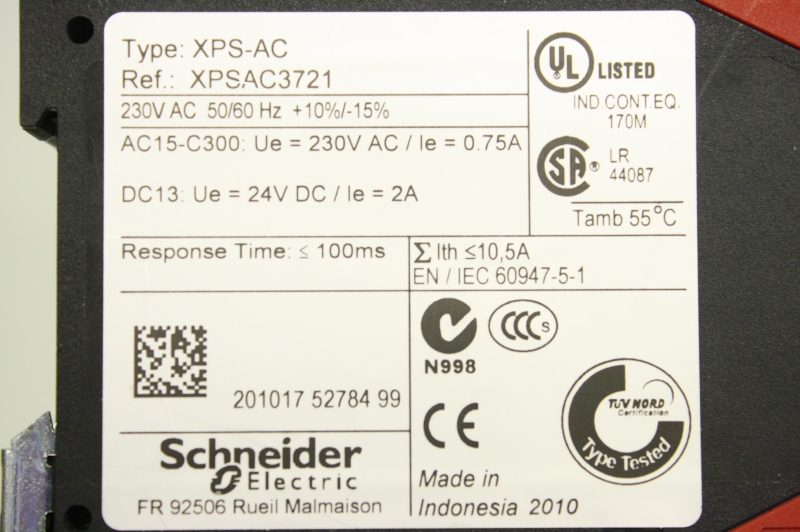 Type: XPS-AC
Ref.: XPSAC3721
230V AC 50/60 Hz +10%/-15%
AC15-C300: Ue = 230V AC / Ie = 0.75A
DC13: Ue = 24V DC / Ie = 2A
UL LISTED
IND.CONT.EQ.
170M
SA ® LR
44087
Tamb 55°C
Response Time: ≤ 100ms
∑ Ith ≤10,5A
EN / IEC 60947-5-1
N998
CCC S
201017 52784 99
CE
TÜV NORD
Certification
Type Tested
Schneider
Electric
FR 92506 Rueil Malmaison
Made in
Indonesia 2010